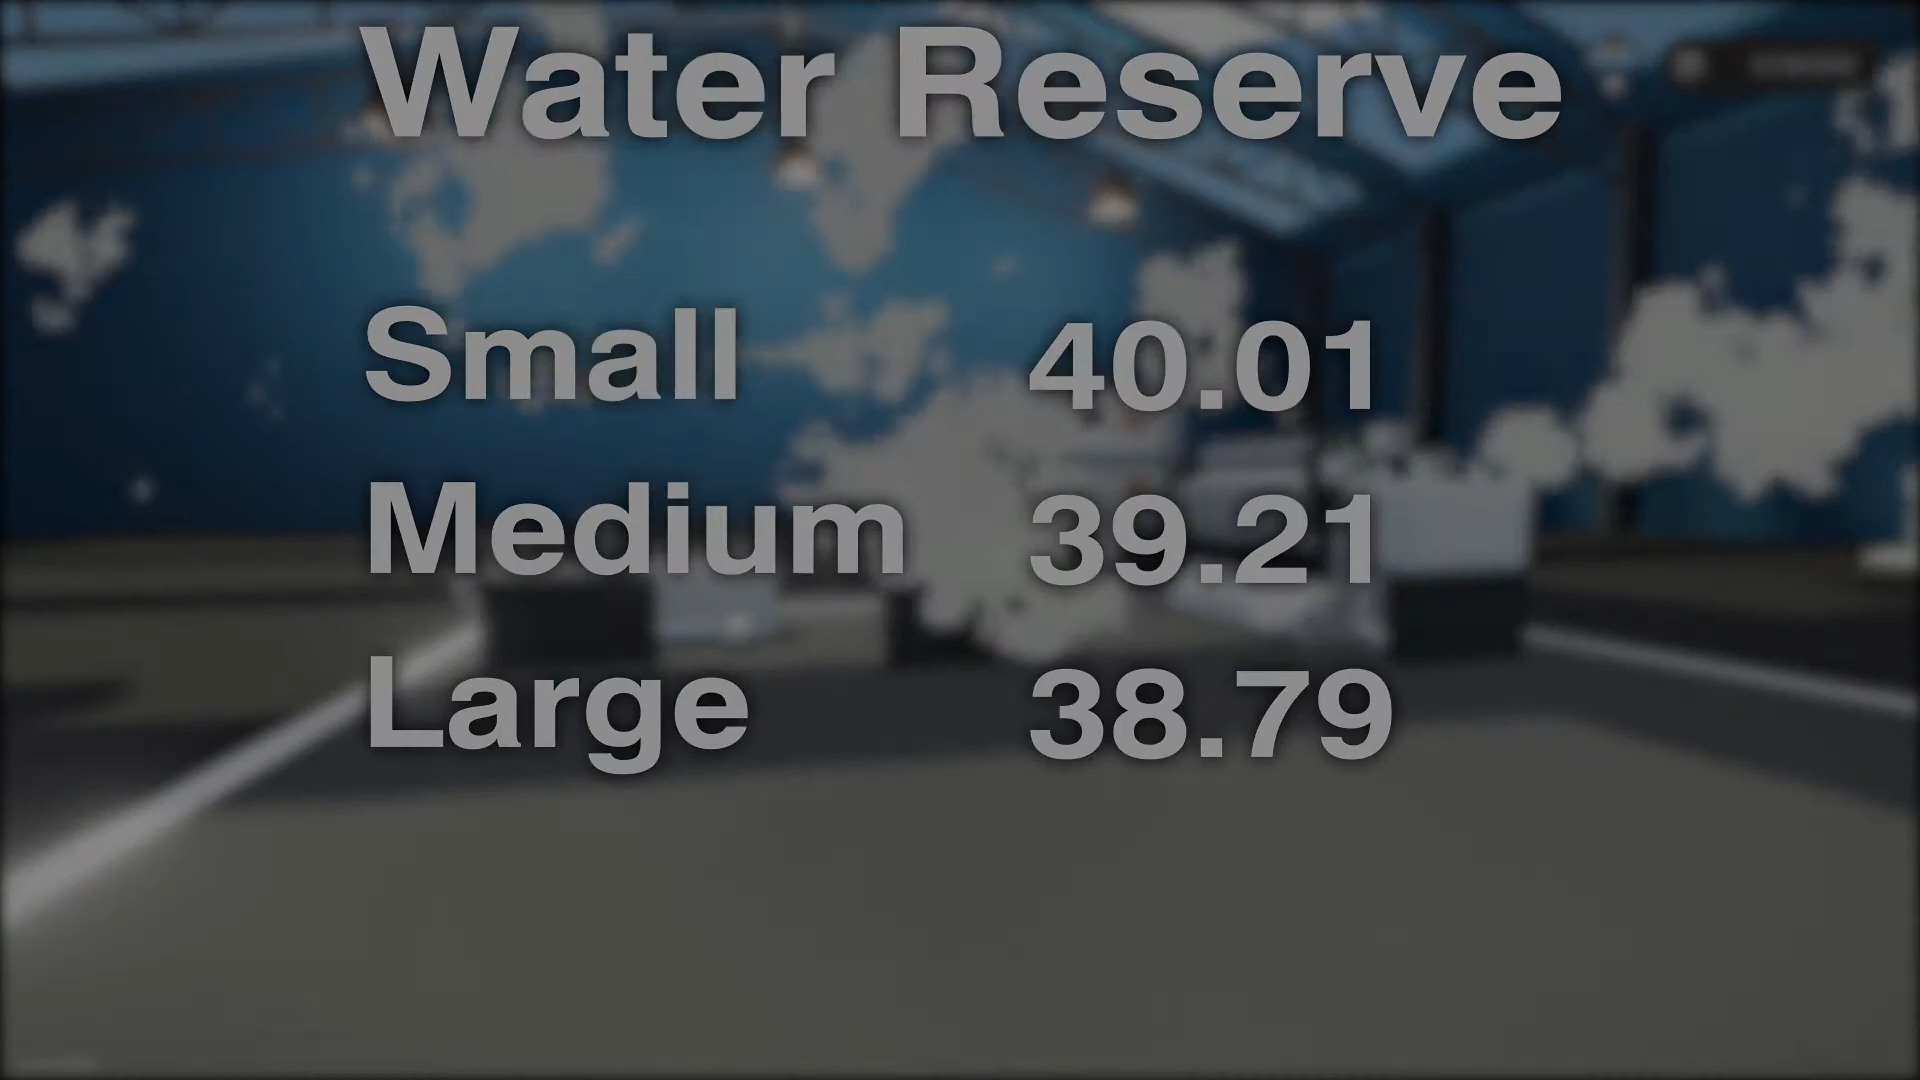 Water Reserve
Small 40.01
Medium 39.21
Large 38.79